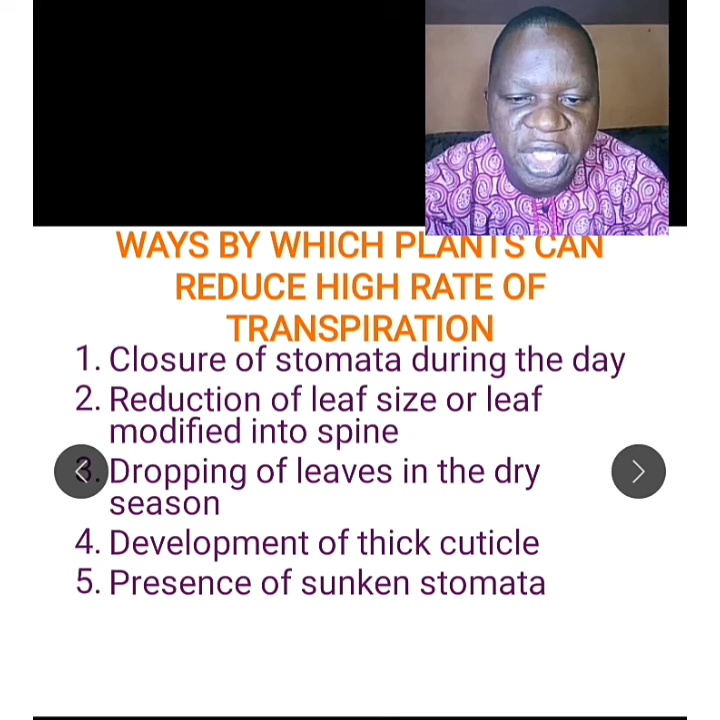 WAYS BY WHICH PLANTS CAN
REDUCE HIGH RATE OF
TRANSPIRATION
1. Closure of stomata during the day
2. Reduction of leaf size or leaf
modified into spine
3. Dropping of leaves in the dry
season
4. Development of thick cuticle
5. Presence of sunken stomata